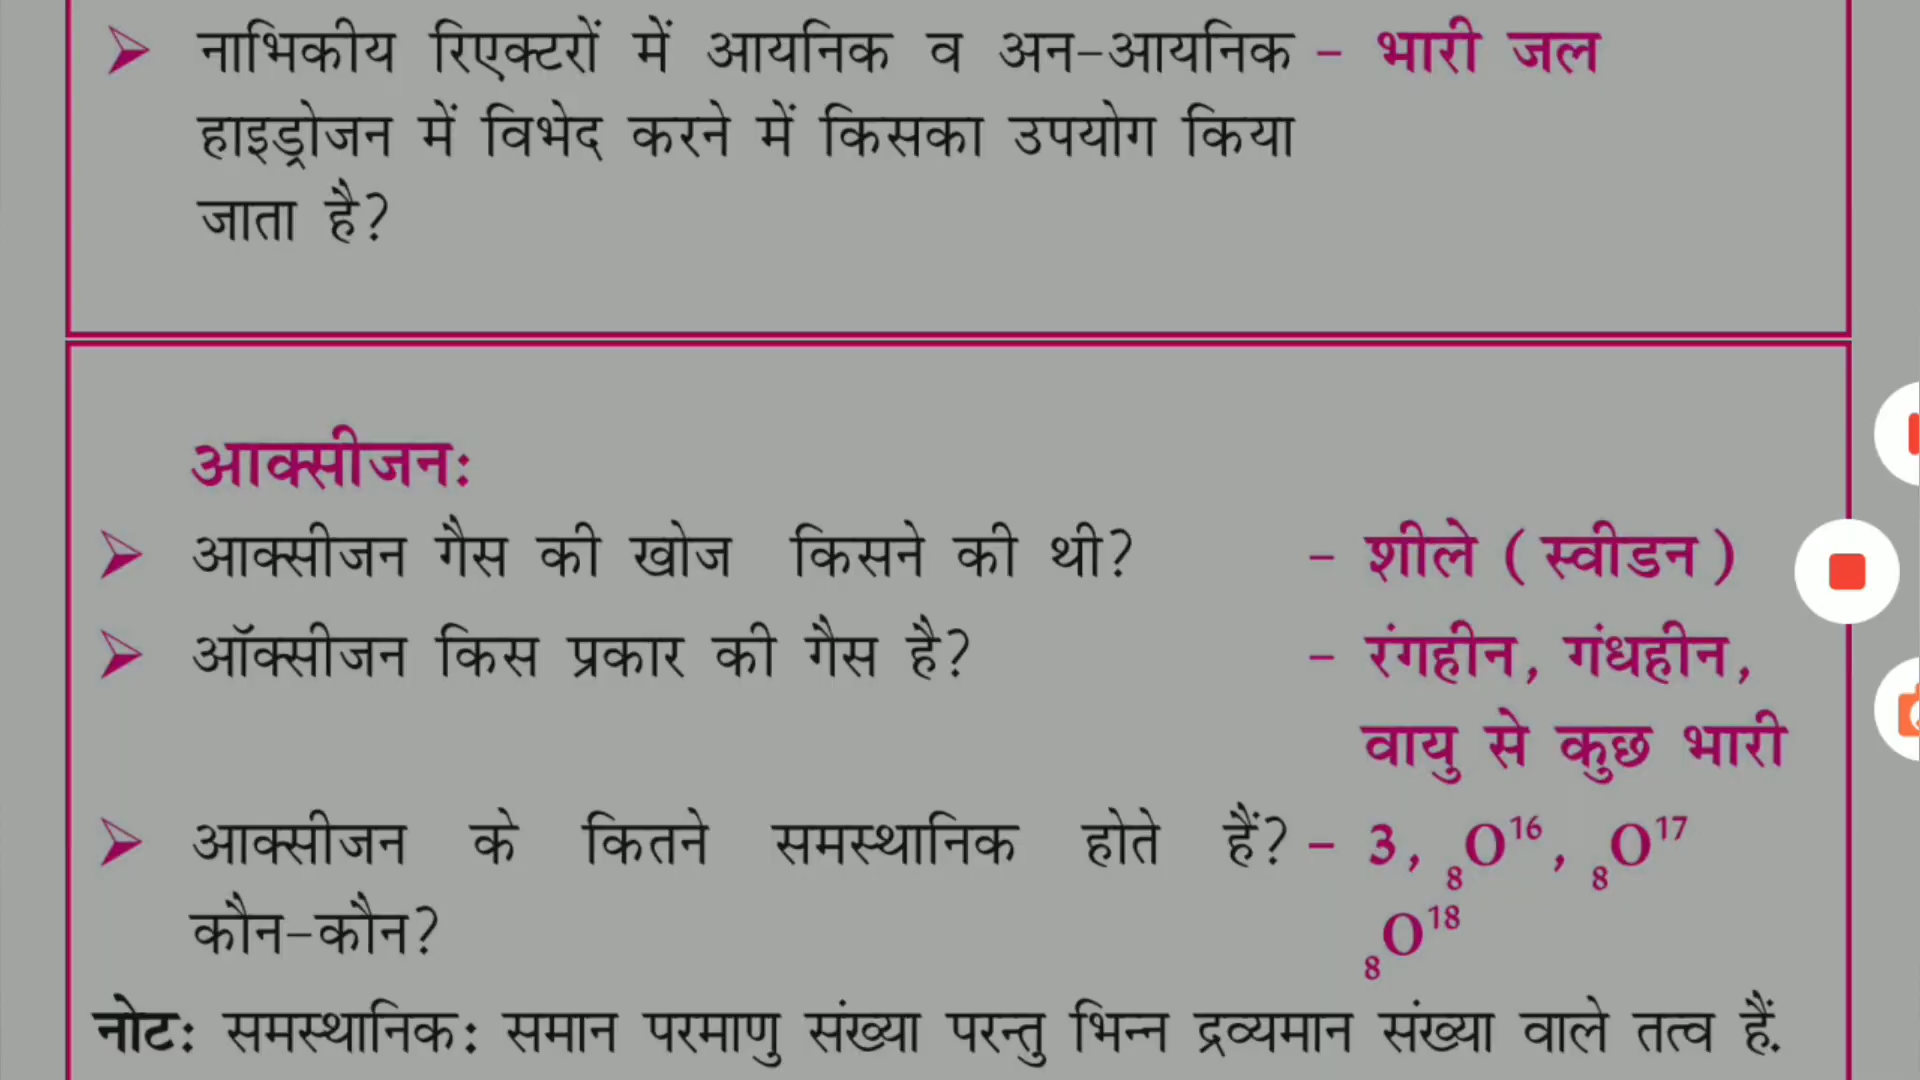 नाभिकीय रिएक्टरों में आयनिक व अन-आयनिक - भारी जल
हाइड्रोजन में विभेद करने में किसका उपयोग किया
जाता है?
आक्सीजनः
आक्सीजन गैस की खोज किसने की थी? - शीले (स्वीडन)
ऑक्सीजन किस प्रकार की गैस है? - रंगहीन, गंधहीन,
वायु से कुछ भारी
आक्सीजन के कितने समस्थानिक होते हैं? - 3, ₈O¹⁶, ₈O¹⁷
कौन-कौन? ₈O¹⁸
नोटः समस्थानिकः समान परमाणु संख्या परन्तु भिन्न द्रव्यमान संख्या वाले तत्व हैं.